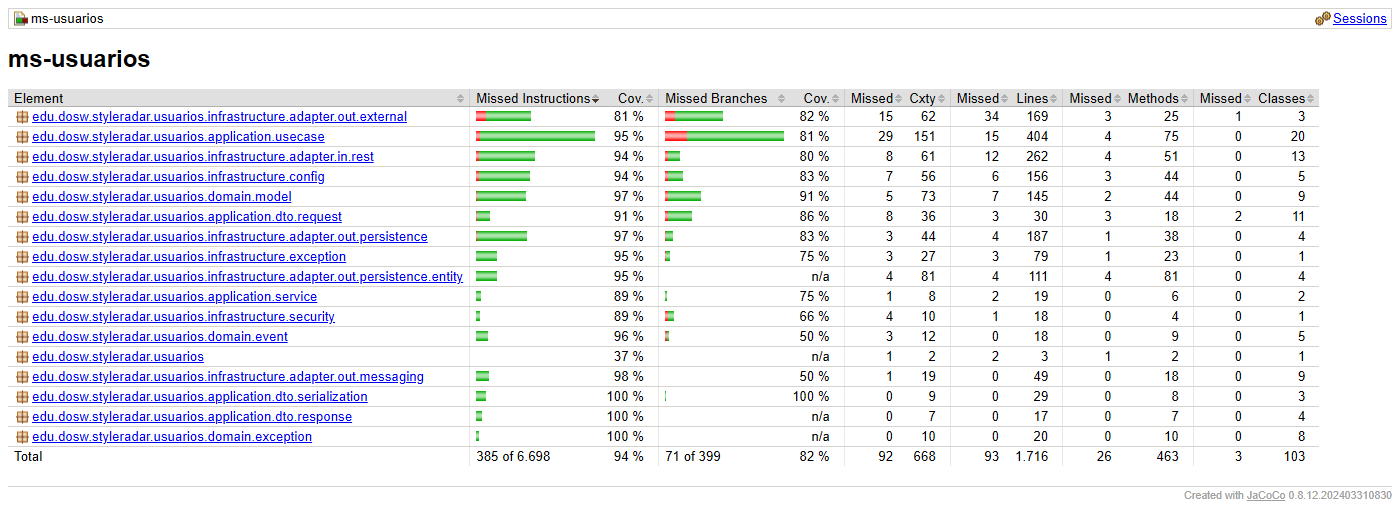 ms-usuarios Sessions
ms-usuarios
Element Missed Instructions Cov. Missed Branches Cov. Missed Cxty Missed Lines Missed Methods Missed Classes
edu.dosw.styleradar.usuarios.infrastructure.adapter.out.external 81 % 82 % 15 62 34 169 3 25 1 3
edu.dosw.styleradar.usuarios.application.usecase 95 % 81 % 29 151 15 404 4 75 0 20
edu.dosw.styleradar.usuarios.infrastructure.adapter.in.rest 94 % 80 % 8 61 12 262 4 51 0 13
edu.dosw.styleradar.usuarios.infrastructure.config 94 % 83 % 7 56 6 156 3 44 0 5
edu.dosw.styleradar.usuarios.domain.model 97 % 91 % 5 73 7 145 2 44 0 9
edu.dosw.styleradar.usuarios.application.dto.request 91 % 86 % 8 36 3 30 3 18 2 11
edu.dosw.styleradar.usuarios.infrastructure.adapter.out.persistence 97 % 83 % 3 44 4 187 1 38 0 4
edu.dosw.styleradar.usuarios.infrastructure.exception 95 % 75 % 3 27 3 79 1 23 0 1
edu.dosw.styleradar.usuarios.infrastructure.adapter.out.persistence.entity 95 % n/a 4 81 4 111 4 81 0 4
edu.dosw.styleradar.usuarios.application.service 89 % 75 % 1 8 2 19 0 6 0 2
edu.dosw.styleradar.usuarios.infrastructure.security 89 % 66 % 4 10 1 18 0 4 0 1
edu.dosw.styleradar.usuarios.domain.event 96 % 50 % 3 12 0 18 0 9 0 5
edu.dosw.styleradar.usuarios 37 % n/a 1 2 2 3 1 2 0 1
edu.dosw.styleradar.usuarios.infrastructure.adapter.out.messaging 98 % 50 % 1 19 0 49 0 18 0 9
edu.dosw.styleradar.usuarios.application.dto.serialization 100 % 100 % 0 9 0 29 0 8 0 3
edu.dosw.styleradar.usuarios.application.dto.response 100 % n/a 0 7 0 17 0 7 0 4
edu.dosw.styleradar.usuarios.domain.exception 100 % n/a 0 10 0 20 0 10 0 8
Total 385 of 6.698 94 % 71 of 399 82 % 92 668 93 1.716 26 463 3 103
Created with JaCoCo 0.8.12.202403310830